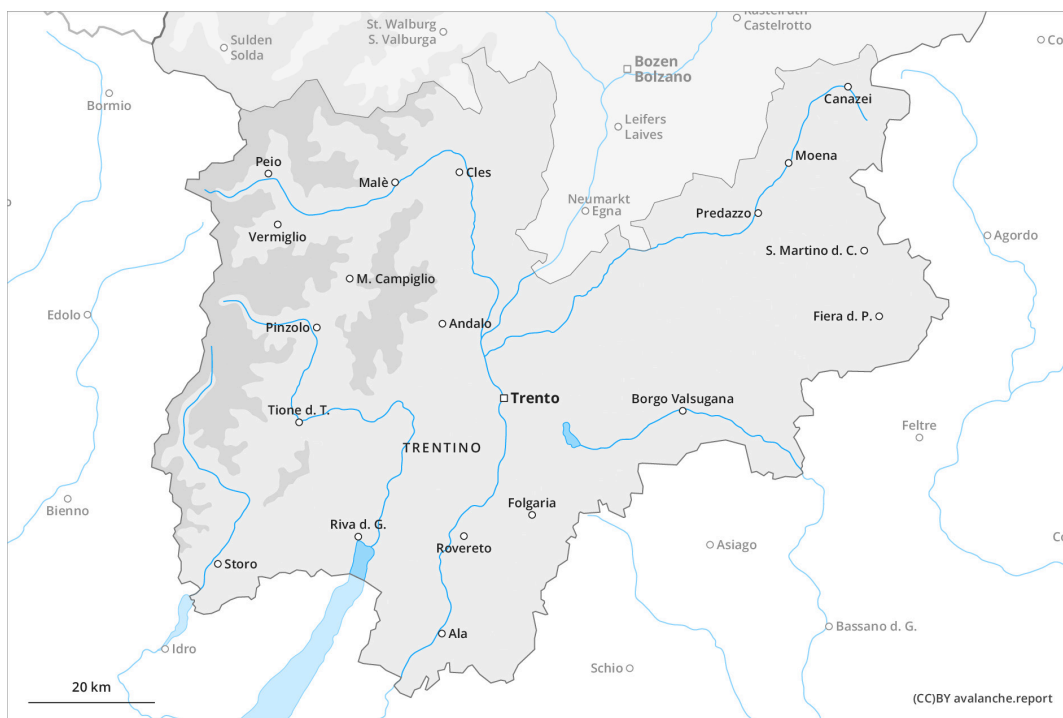 St. Walburg
S. Valburga
Kastelruth
Castelrotto
Sulden
Solda
Co
Bozen
Bolzano
Bormio
Canazei
Leifers
Laives
Moena
Peio
Malè
Cles
Neumarkt
Egna
Predazzo
Vermiglio
Agordo
S. Martino d. C.
M. Campiglio
Edolo
Pinzolo
Andalo
Fiera d. P.
Trento
Borgo Valsugana
Tione d. T.
Feltre
TRENTINO
Bienno
Folgaria
Riva d. G.
Rovereto
Asiago
Co
Storo
Bassano d. G.
Ala
Idro
Schio
20 km
(CC)BY avalanche.report